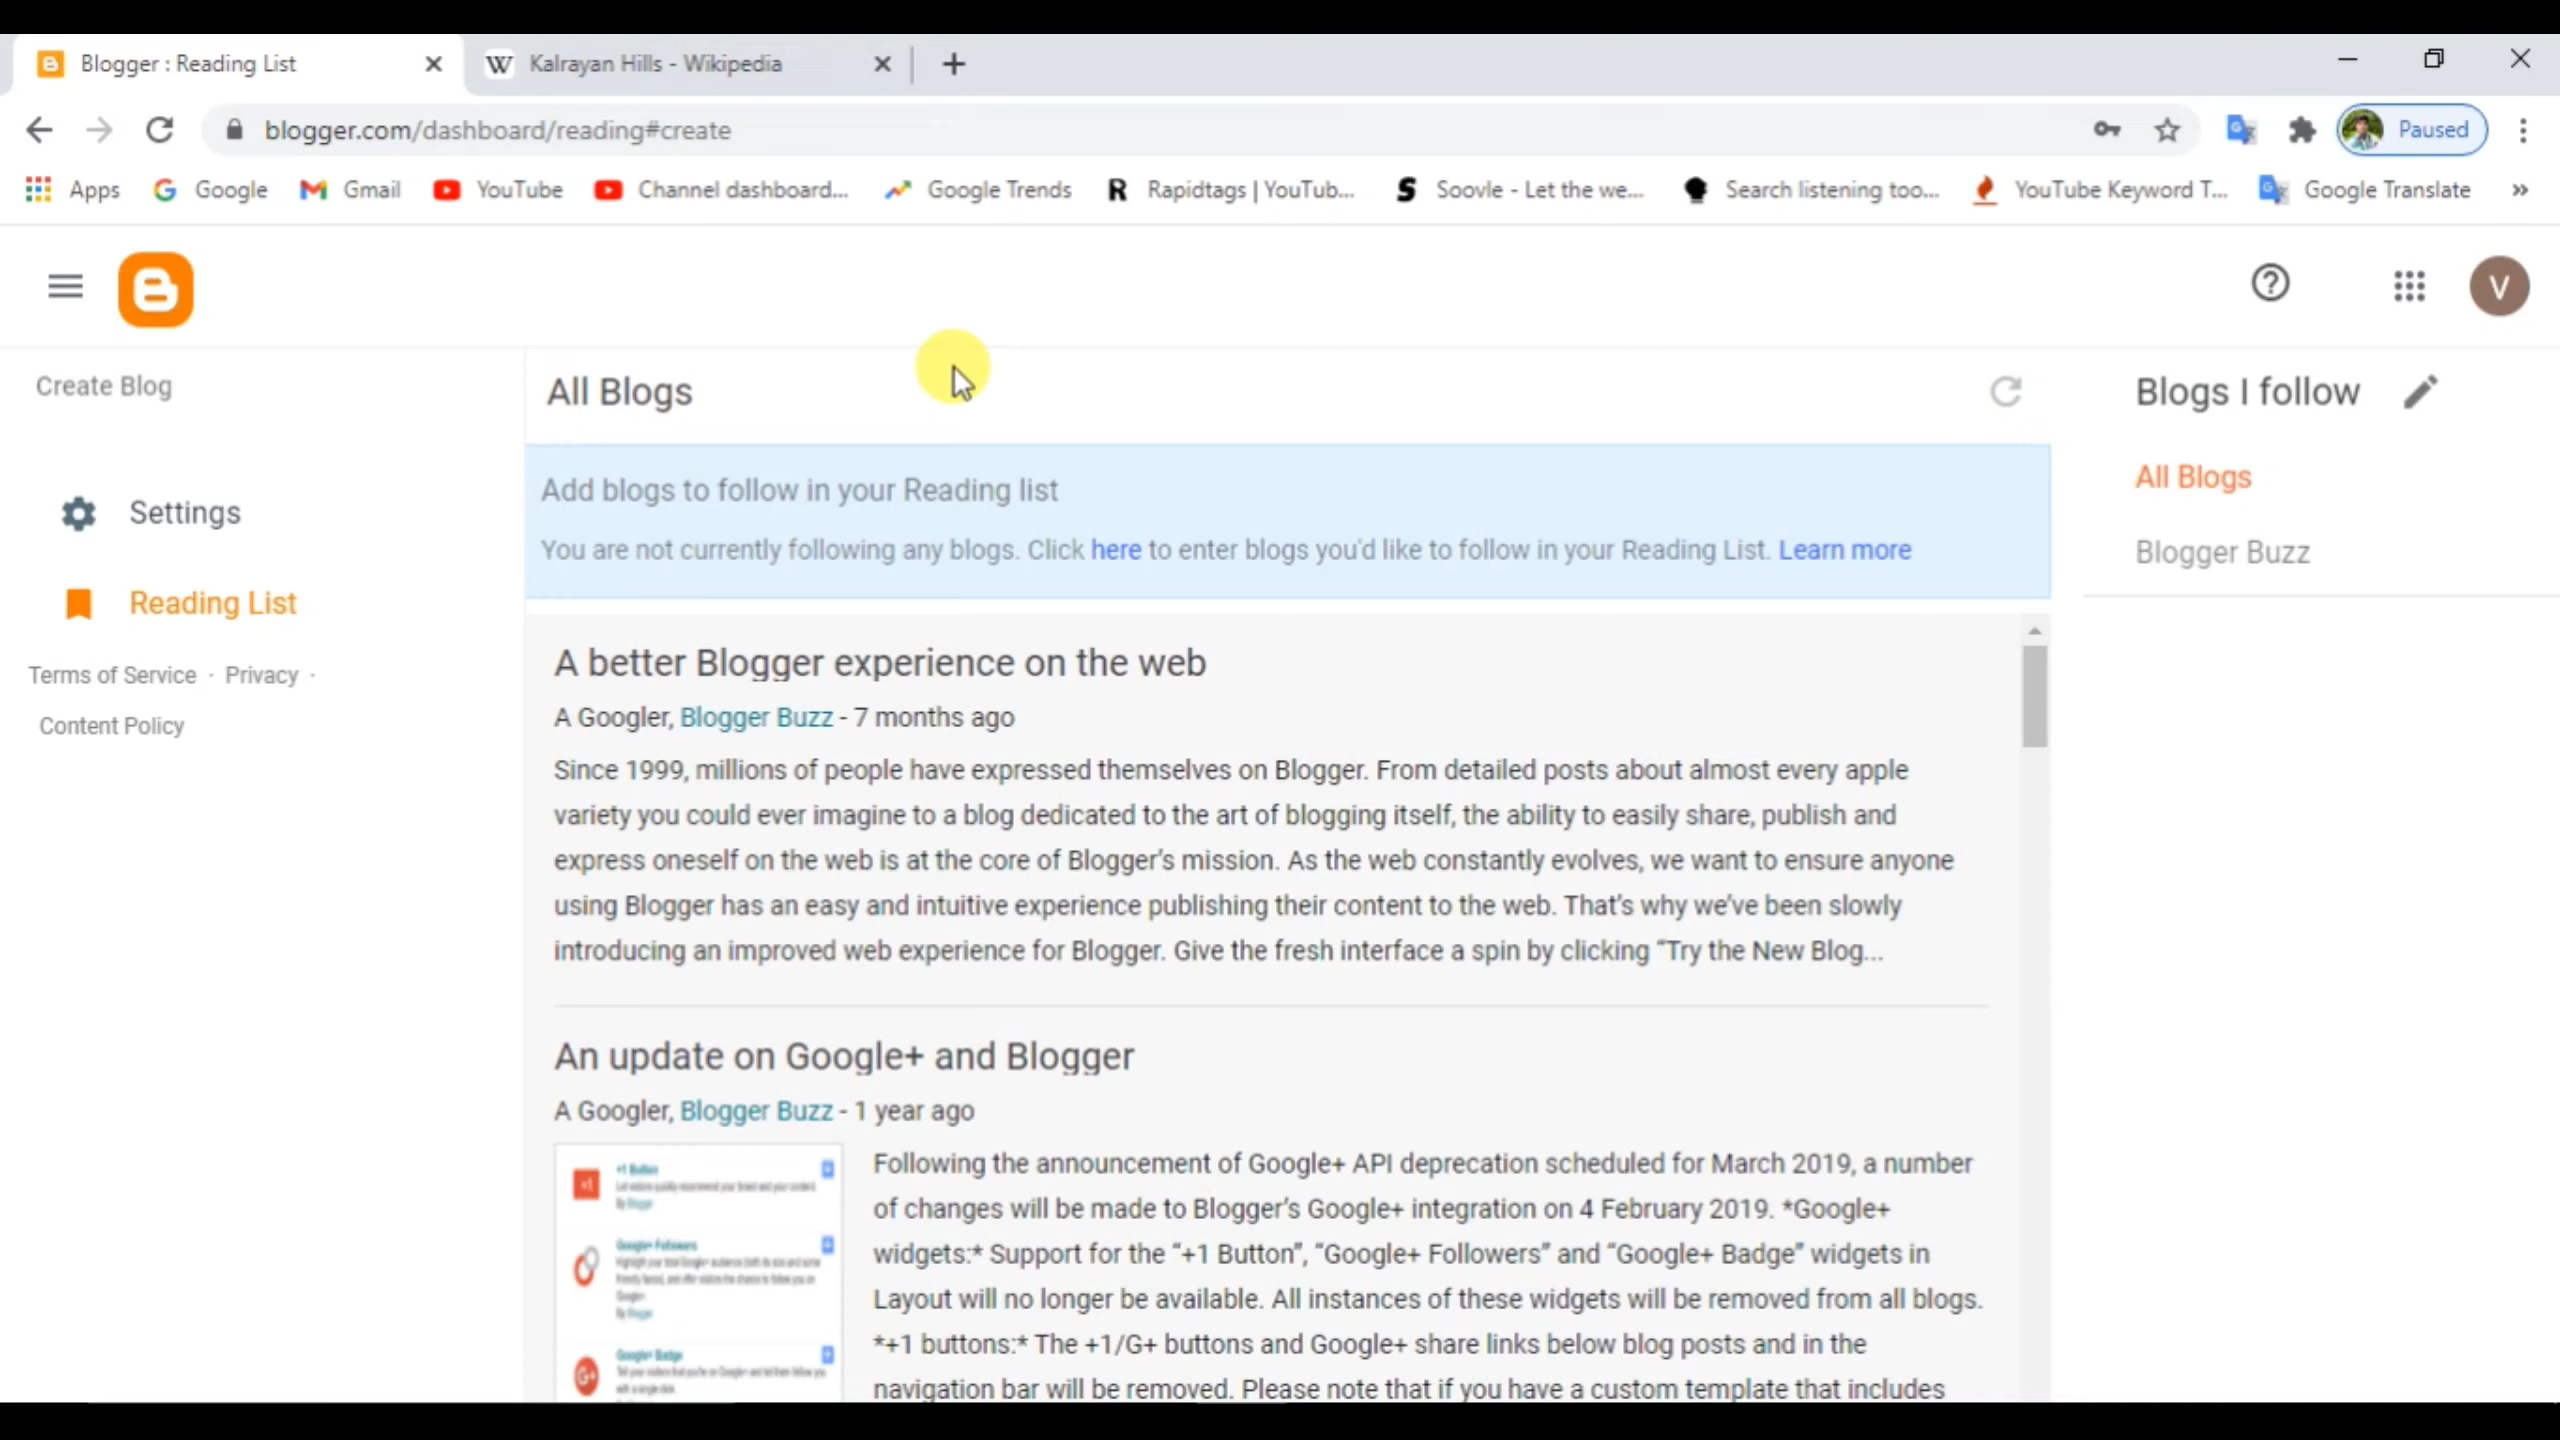 Blogger : Reading List
Kalrayan Hills - Wikipedia
blogger.com/dashboard/reading#create
Paused
Apps
Google
Gmail
YouTube
Channel dashboard...
Google Trends
Rapidtags | YouTub...
Soovle - Let the we...
Search listening too...
YouTube Keyword T...
Google Translate
V
Create Blog
Settings
Reading List
Terms of Service · Privacy ·
Content Policy
All Blogs
Add blogs to follow in your Reading list
You are not currently following any blogs. Click here to enter blogs you'd like to follow in your Reading List. Learn more
A better Blogger experience on the web
A Googler, Blogger Buzz - 7 months ago
Since 1999, millions of people have expressed themselves on Blogger. From detailed posts about almost every apple
variety you could ever imagine to a blog dedicated to the art of blogging itself, the ability to easily share, publish and
express oneself on the web is at the core of Blogger's mission. As the web constantly evolves, we want to ensure anyone
using Blogger has an easy and intuitive experience publishing their content to the web. That's why we've been slowly
introducing an improved web experience for Blogger. Give the fresh interface a spin by clicking “Try the New Blog...
An update on Google+ and Blogger
A Googler, Blogger Buzz - 1 year ago
+1 Button
By Blogger
Google+ Followers
Google+
By Blogger
Google+ Badge
with a single click
Following the announcement of Google+ API deprecation scheduled for March 2019, a number
of changes will be made to Blogger's Google+ integration on 4 February 2019. *Google+
widgets:* Support for the “+1 Button”, “Google+ Followers” and “Google+ Badge” widgets in
Layout will no longer be available. All instances of these widgets will be removed from all blogs.
*+1 buttons:* The +1/G+ buttons and Google+ share links below blog posts and in the
navigation bar will be removed. Please note that if you have a custom template that includes
Blogs I follow
All Blogs
Blogger Buzz